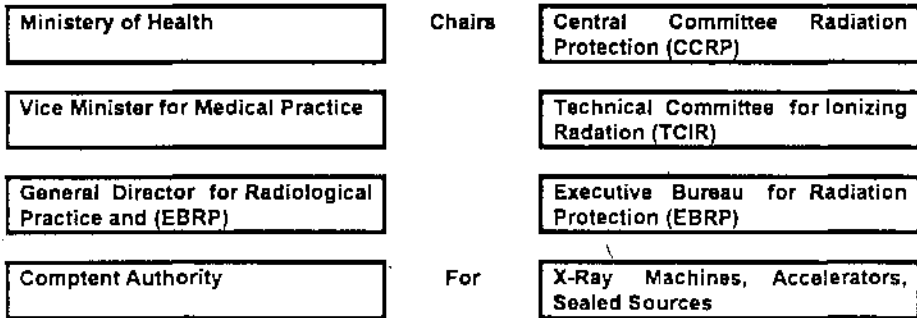 Ministery of Health Chairs Central Committee Radiation
Protection (CCRP)
Vice Minister for Medical Practice Technical Committee for Ionizing
Radation (TCIR)
General Director for Radiological Executive Bureau for Radiation
Practice and (EBRP) Protection (EBRP)
Comptent Authority For X-Ray Machines, Accelerators,
Sealed Sources